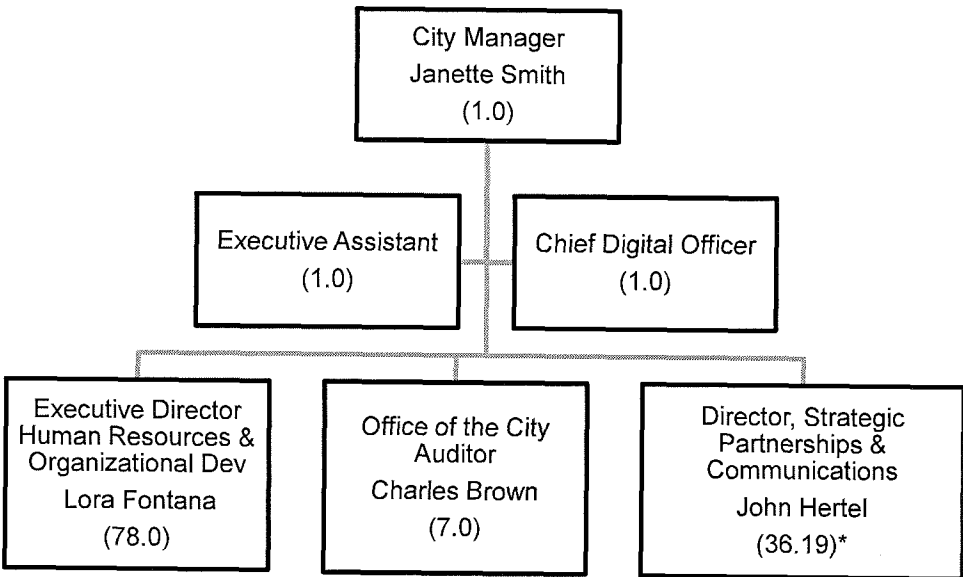 City Manager
Janette Smith
(1.0)
Executive Assistant
(1.0)
Chief Digital Officer
(1.0)
Executive Director
Human Resources &
Organizational Dev
Lora Fontana
(78.0)
Office of the City
Auditor
Charles Brown
(7.0)
Director, Strategic
Partnerships &
Communications
John Hertel
(36.19)*